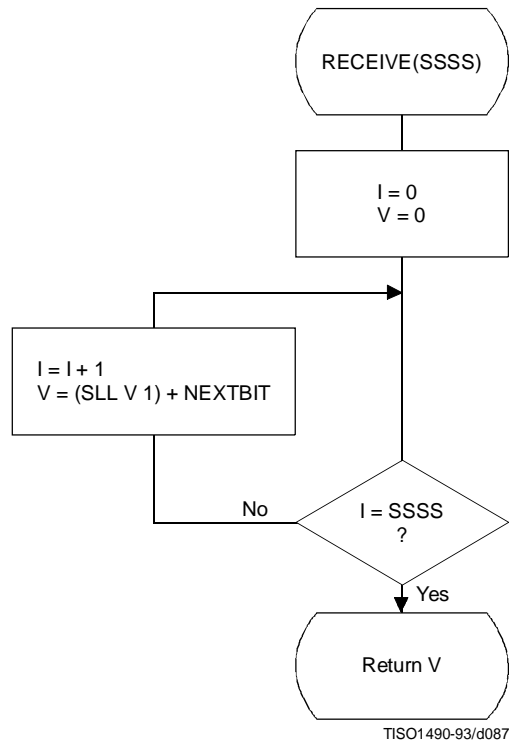 RECEIVE(SSSS)
I = 0
V = 0
I = I + 1
V = (SLL V 1) + NEXTBIT
No
I = SSSS
?
Yes
Return V
TISO1490-93/d087